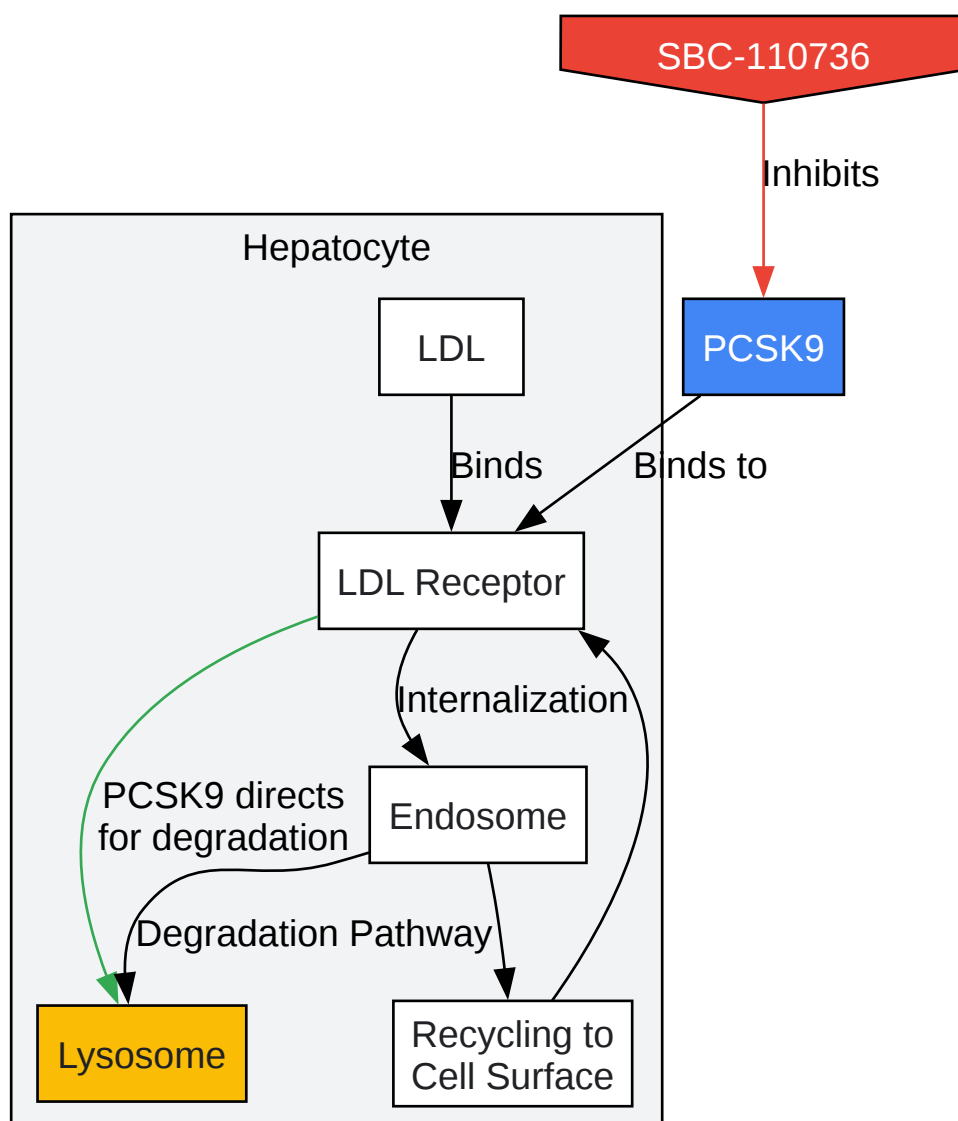 SBC-110736
Inhibits
Hepatocyte
LDL
PCSK9
Binds
Binds to
LDL Receptor
Internalization
PCSK9 directs
for degradation
Endosome
Degradation Pathway
Lysosome
Recycling to
Cell Surface